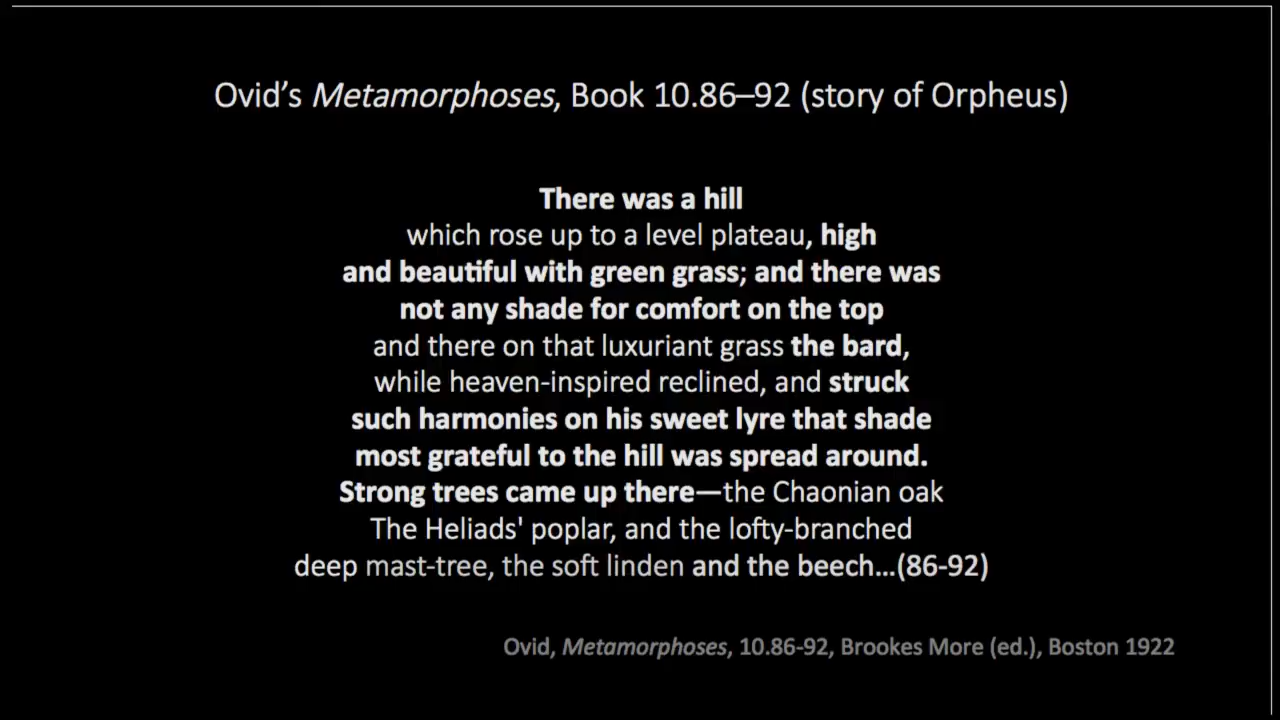 Ovid’s Metamorphoses, Book 10.86–92 (story of Orpheus)
There was a hill
which rose up to a level plateau, high
and beautiful with green grass; and there was
not any shade for comfort on the top
and there on that luxuriant grass the bard,
while heaven-inspired reclined, and struck
such harmonies on his sweet lyre that shade
most grateful to the hill was spread around.
Strong trees came up there—the Chaonian oak
The Heliads' poplar, and the lofty-branched
deep mast-tree, the soft linden and the beech...(86-92)
Ovid, Metamorphoses, 10.86-92, Brookes More (ed.), Boston 1922